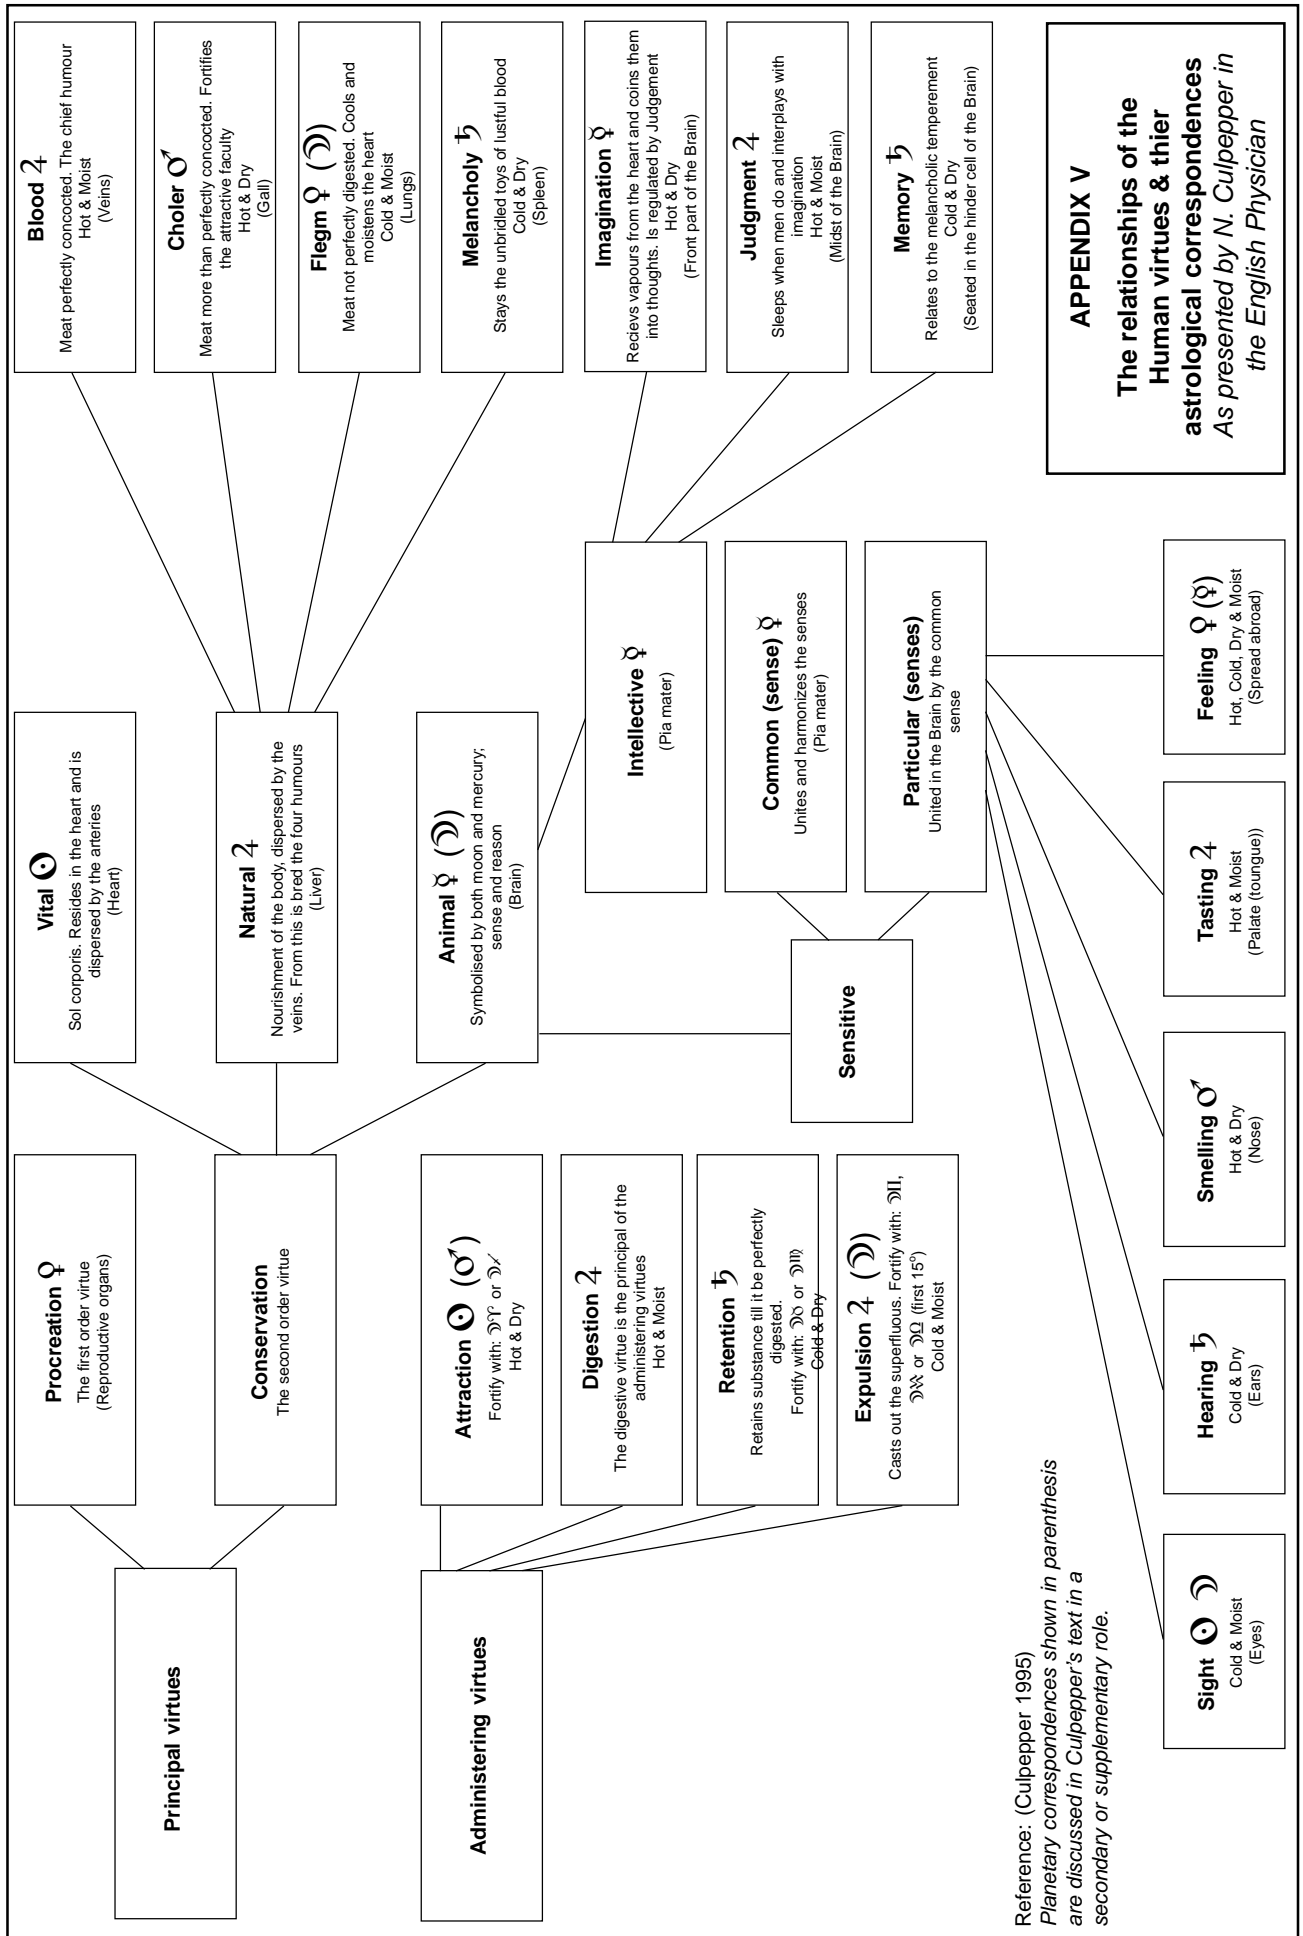 Principal virtues
Procreation ♀
The first order virtue
(Reproductive organs)
Conservation
The second order virtue
Vital ☉
Sol corporis. Resides in the heart and is
dispersed by the arteries
(Heart)
Natural ♃
Nourishment of the body, dispersed by the
veins. From this is bred the four humours
(Liver)
Animal ☿ (☽)
Symbolised by both moon and mercury;
sense and reason
(Brain)
Blood ♃
Meat perfectly concocted. The chief humour
Hot & Moist
(Veins)
Choler ♂
Meat more than perfectly concocted. Fortifies
the attractive faculty
Hot & Dry
(Gall)
Flegm ♀ (☽)
Meat not perfectly digested. Cools and
moistens the heart
Cold & Moist
(Lungs)
Melancholy ♄
Stays the unbridled toys of lustful blood
Cold & Dry
(Spleen)
Imagination ☿
Recievs vapours from the heart and coins them
into thoughts. Is regulated by Judgement
Hot & Dry
(Front part of the Brain)
Judgment ♃
Sleeps when men do and interplays with
imagination
Hot & Moist
(Midst of the Brain)
Memory ♄
Relates to the melancholic temperement
Cold & Dry
(Seated in the hinder cell of the Brain)
Intellective ☿
(Pia mater)
Common (sense) ☿
Unites and harmonizes the senses
(Pia mater)
Particular (senses)
United in the Brain by the common
sense
Sensitive
Administering virtues
Attraction ☉ (♂)
Fortify with: ☽♈ or ☽♐
Hot & Dry
Digestion ♃
The digestive virtue is the principal of the
administering virtues
Hot & Moist
Retention ♄
Retains substance till it be perfectly
digested.
Fortify with: ☽♉ or ☽♍
Cold & Dry
Expulsion ♃ (☽)
Casts out the superfluous. Fortify with: ☽♊,
☽♒ or ☽♎ (first 15°)
Cold & Moist
Sight ☉ ☽
Cold & Moist
(Eyes)
Hearing ♄
Cold & Dry
(Ears)
Smelling ♂
Hot & Dry
(Nose)
Tasting ♃
Hot & Moist
(Palate (toungue))
Feeling ♀ (☿)
Hot, Cold, Dry & Moist
(Spread abroad)
Reference: (Culpepper 1995)
Planetary correspondences shown in parenthesis
are discussed in Culpepper's text in a
secondary or supplementary role.
APPENDIX V
The relationships of the
Human virtues & thier
astrological correspondences
As presented by N. Culpepper in
the English Physician